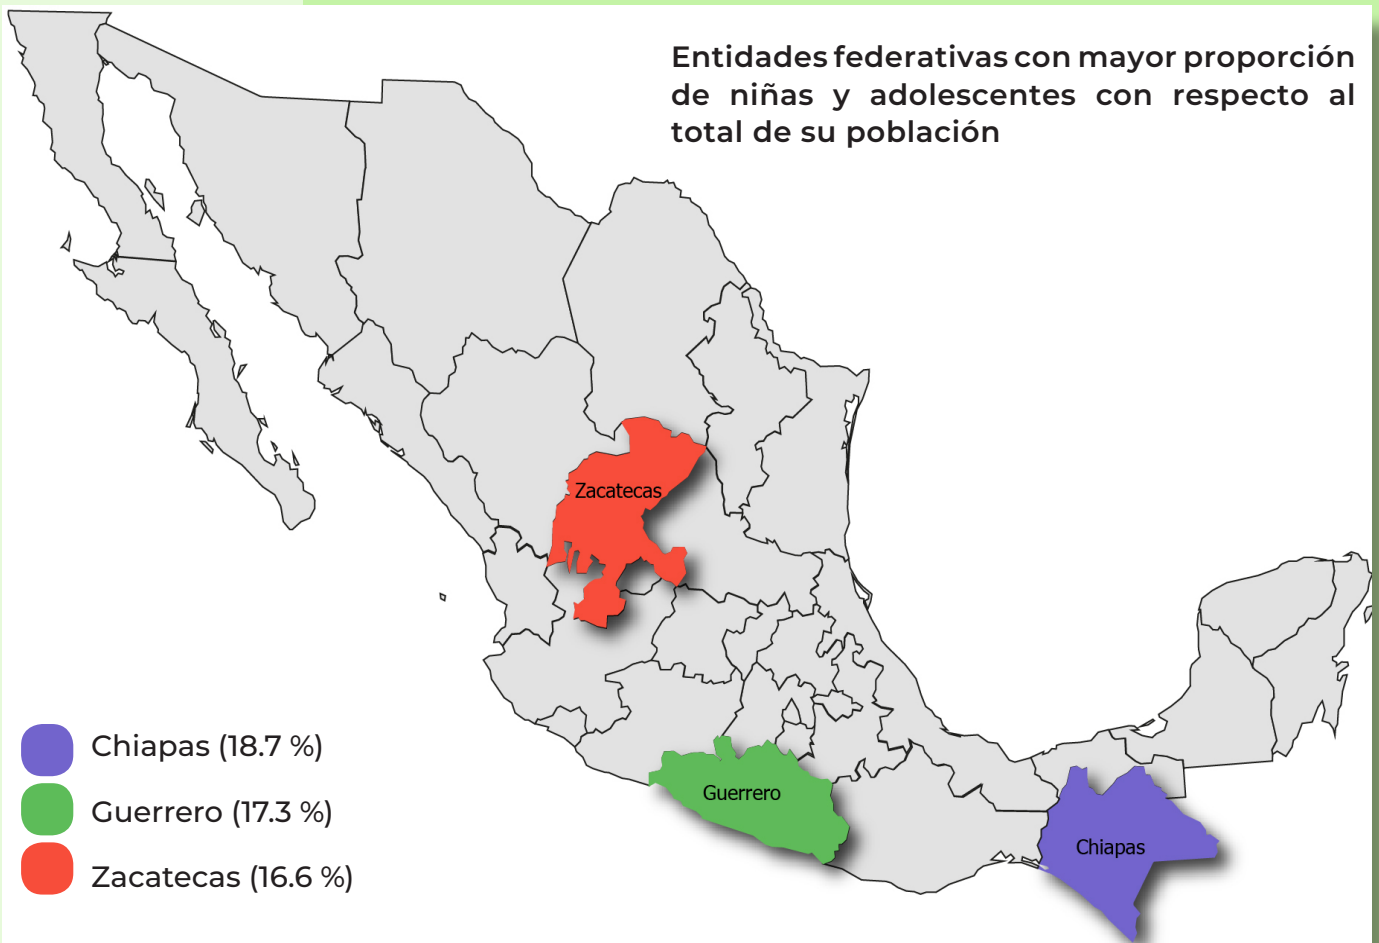 Entidades federativas con mayor proporción
de niñas y adolescentes con respecto al
total de su población
Zacatecas
Guerrero
Chiapas
Chiapas (18.7 %)
Guerrero (17.3 %)
Zacatecas (16.6 %)